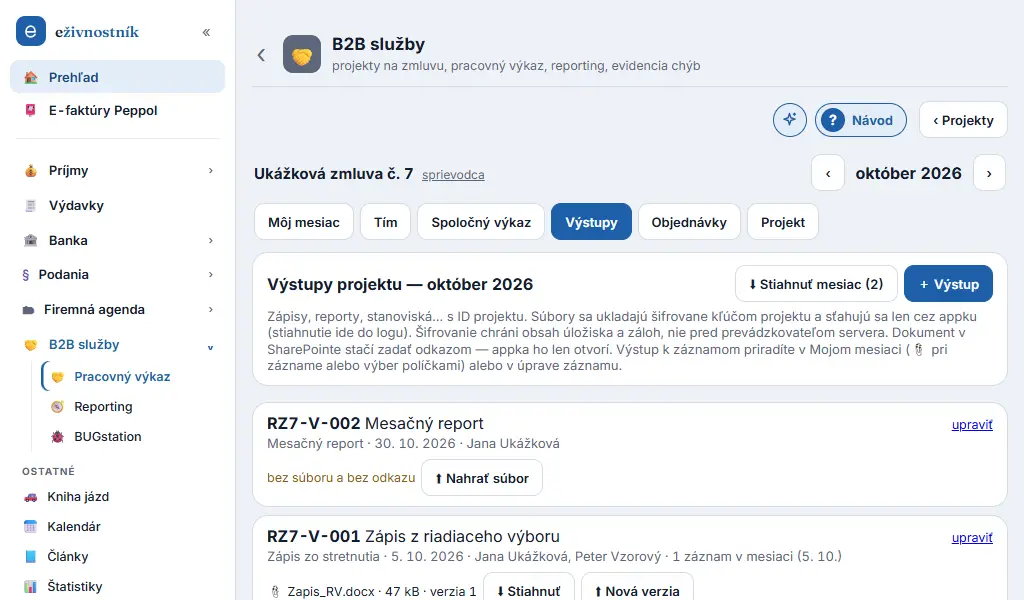 eživnostník «
Prehľad
E-faktúry Peppol
Príjmy ›
Výdavky
Banka ›
§ Podania ›
Firemná agenda ›
B2B služby ⌄
Pracovný výkaz
Reporting
BUGstation
OSTATNÉ
Kniha jázd
Kalendár
Články
Štatistiky
‹ B2B služby
projekty na zmluvu, pracovný výkaz, reporting, evidencia chýb
? Návod
‹ Projekty
Ukážková zmluva č. 7 sprievodca
‹ október 2026 ›
Môj mesiac Tím Spoločný výkaz Výstupy Objednávky Projekt
Výstupy projektu — október 2026
⬇ Stiahnuť mesiac (2) + Výstup
Zápisy, reporty, stanoviská... s ID projektu. Súbory sa ukladajú šifrovane kľúčom projektu a sťahujú sa len cez appku
(stiahnutie ide do logu). Šifrovanie chráni obsah úložiska a záloh, nie pred prevádzkovateľom servera. Dokument v
SharePointe stačí zadať odkazom — appka ho len otvorí. Výstup k záznamom priradíte v Mojom mesiaci ( 📎 pri
zázname alebo výber políčkami) alebo v úprave záznamu.
RZ7-V-002 Mesačný report upraviť
Mesačný report · 30. 10. 2026 · Jana Ukážková
bez súboru a bez odkazu ⬆ Nahrať súbor
RZ7-V-001 Zápis z riadiaceho výboru upraviť
Zápis zo stretnutia · 5. 10. 2026 · Jana Ukážková, Peter Vzorový · 1 záznam v mesiaci (5. 10.)
📎 Zapis_RV.docx · 47 kB · verzia 1 ⬇ Stiahnuť ⬆ Nová verzia